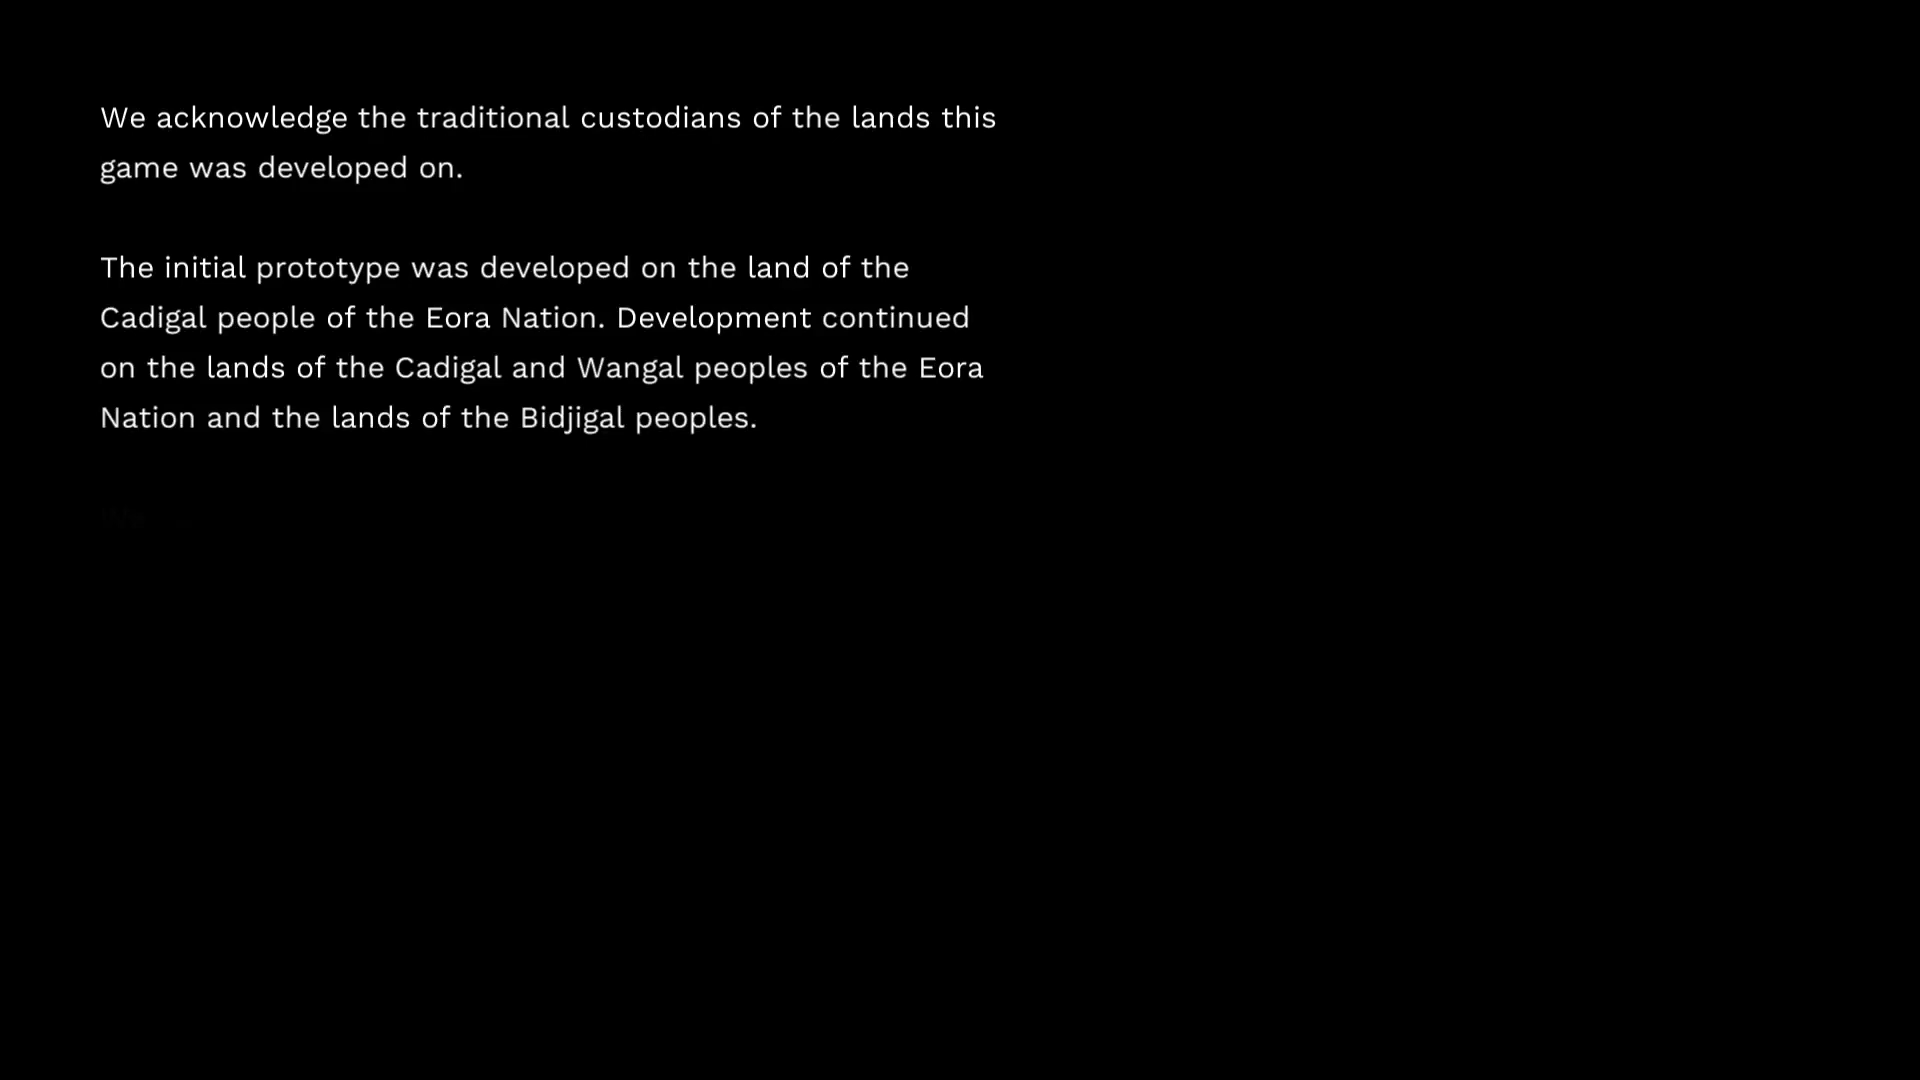 We acknowledge the traditional custodians of the lands this
game was developed on.
The initial prototype was developed on the land of the
Cadigal people of the Eora Nation. Development continued
on the lands of the Cadigal and Wangal peoples of the Eora
Nation and the lands of the Bidjigal peoples.